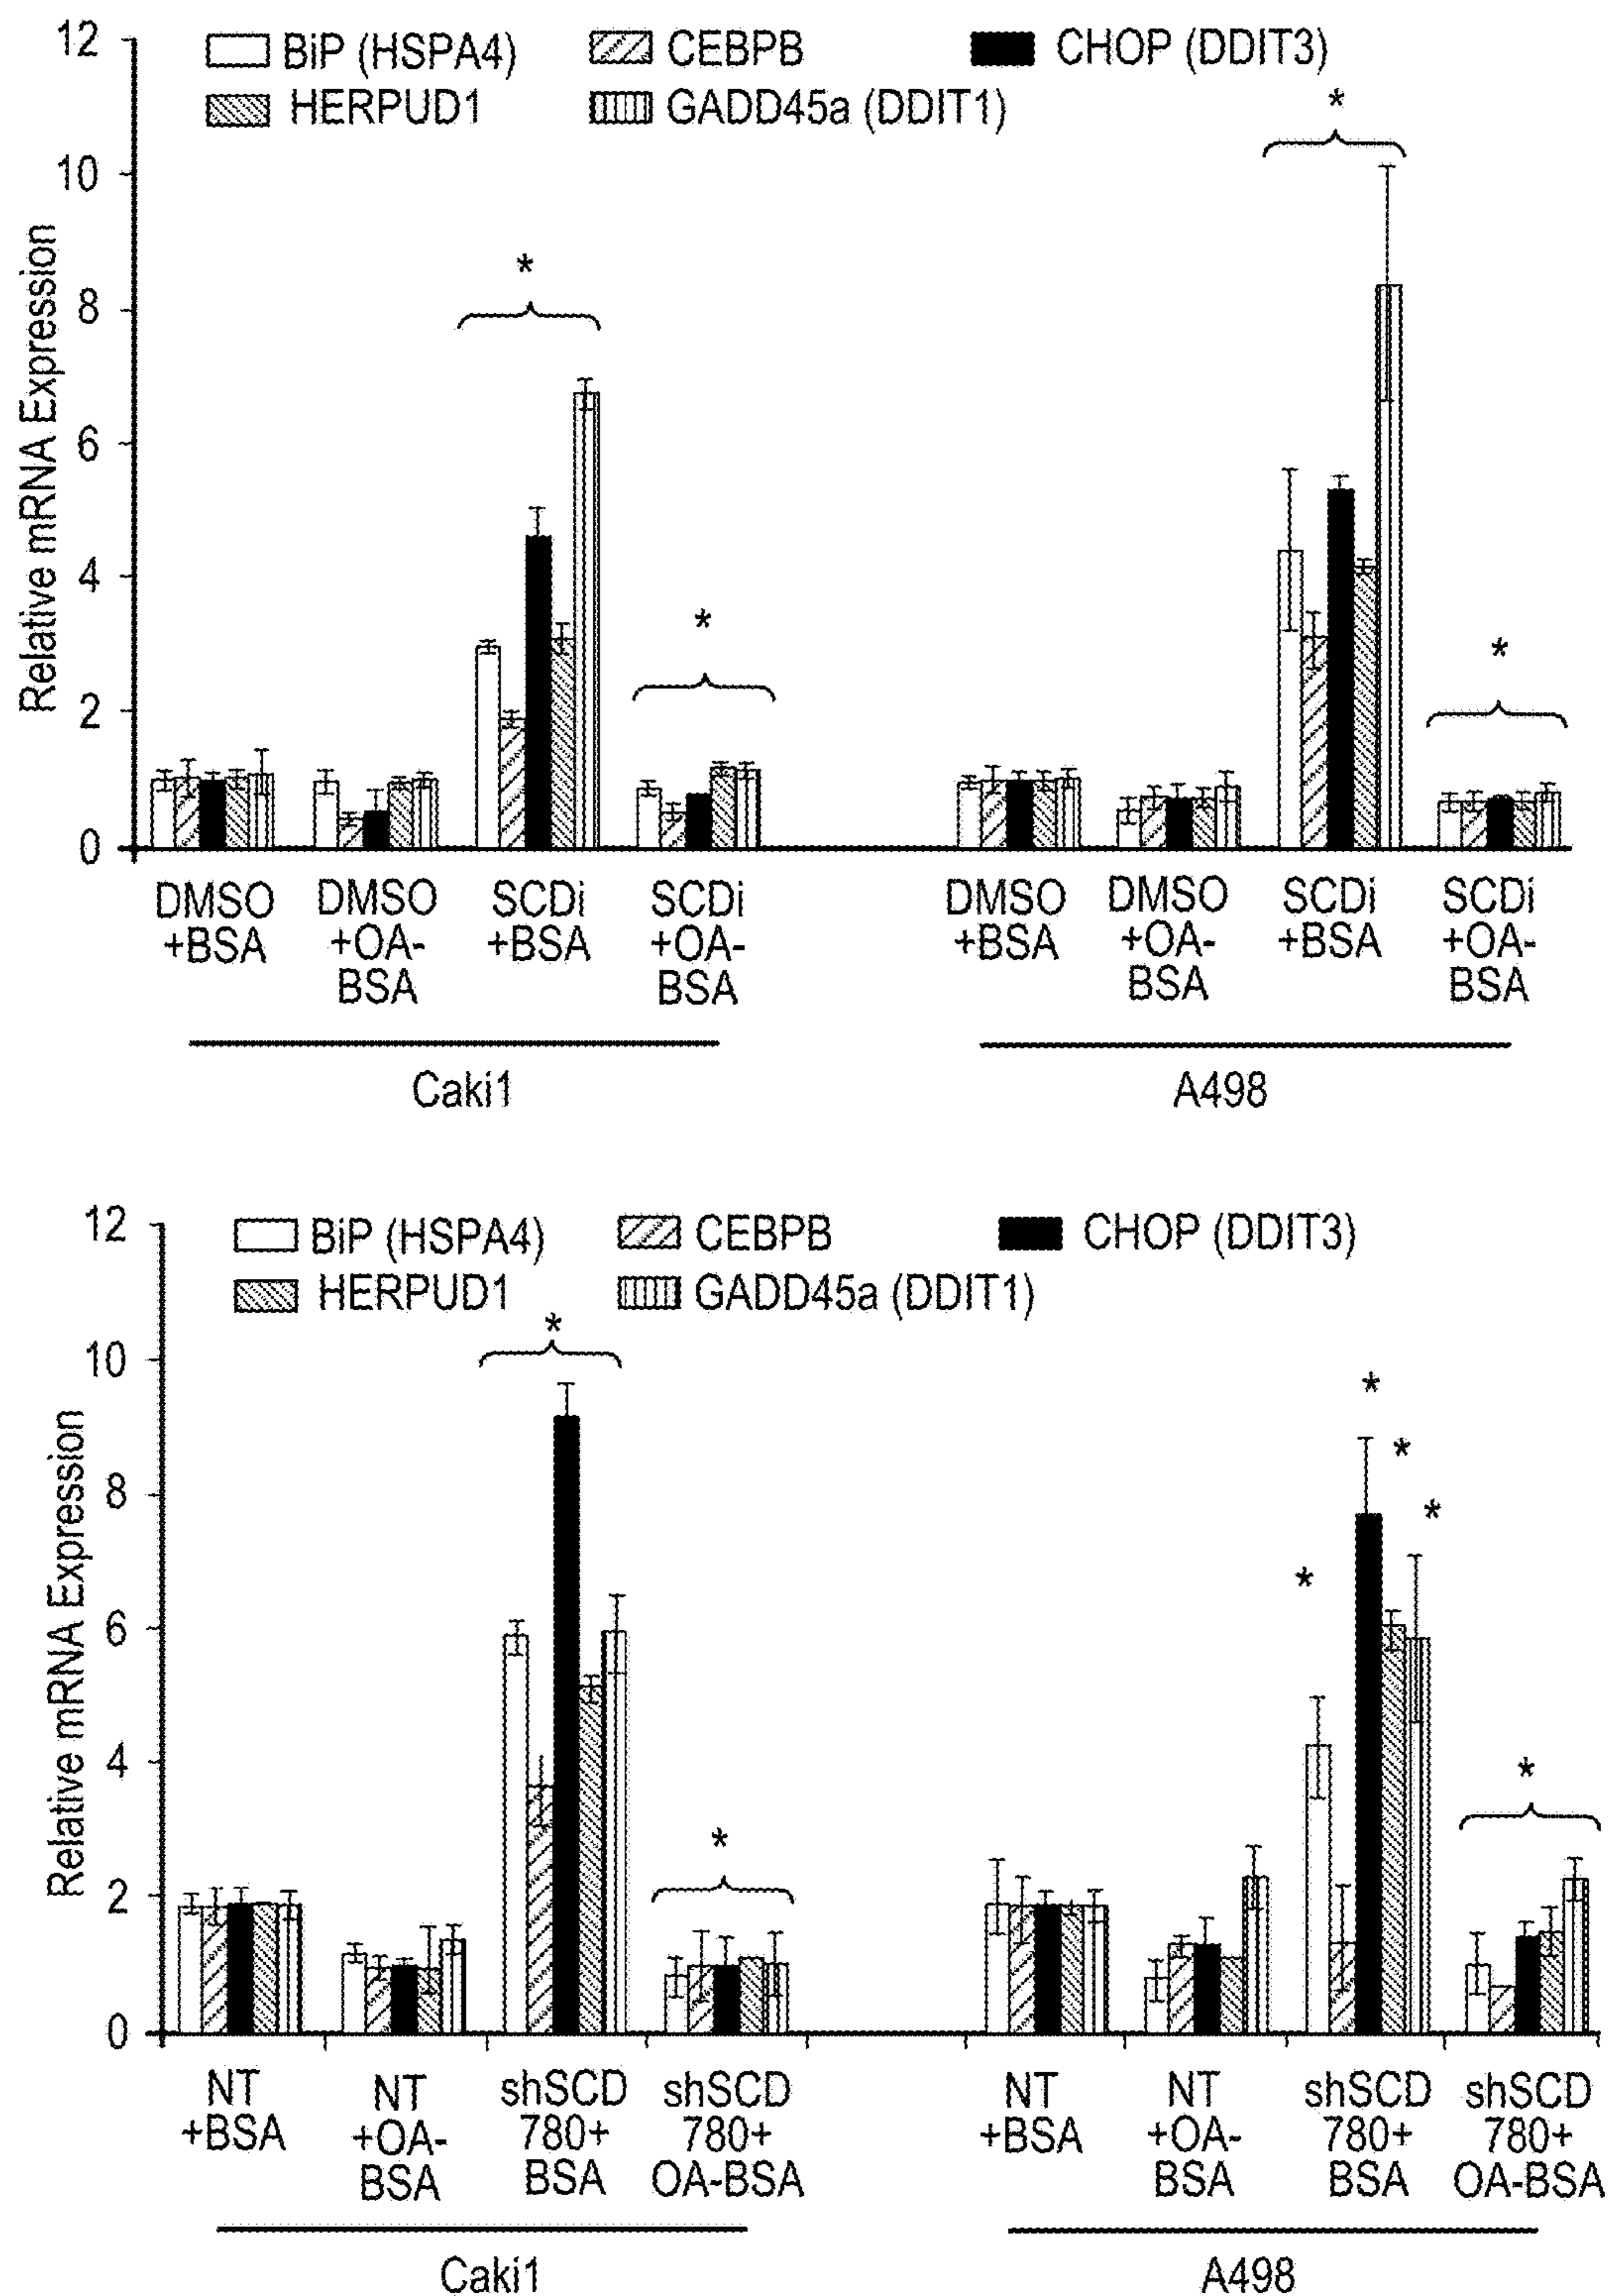 12
10
8
6
4
2
0
Relative mRNA Expression
BiP (HSPA4)
CEBPB
CHOP (DDIT3)
HERPUD1
GADD45a (DDIT1)
*
*
*
*
DMSO
+BSA
DMSO
+OA-
BSA
SCDi
+BSA
SCDi
+OA-
BSA
DMSO
+BSA
DMSO
+OA-
BSA
SCDi
+BSA
SCDi
+OA-
BSA
Caki1
A498
12
10
8
6
4
2
0
Relative mRNA Expression
BiP (HSPA4)
CEBPB
CHOP (DDIT3)
HERPUD1
GADD45a (DDIT1)
*
*
*
*
*
*
*
NT
+BSA
NT
+OA-
BSA
shSCD
780+
BSA
shSCD
780+
OA-BSA
NT
+BSA
NT
+OA-
BSA
shSCD
780+
BSA
shSCD
780+
OA-BSA
Caki1
A498